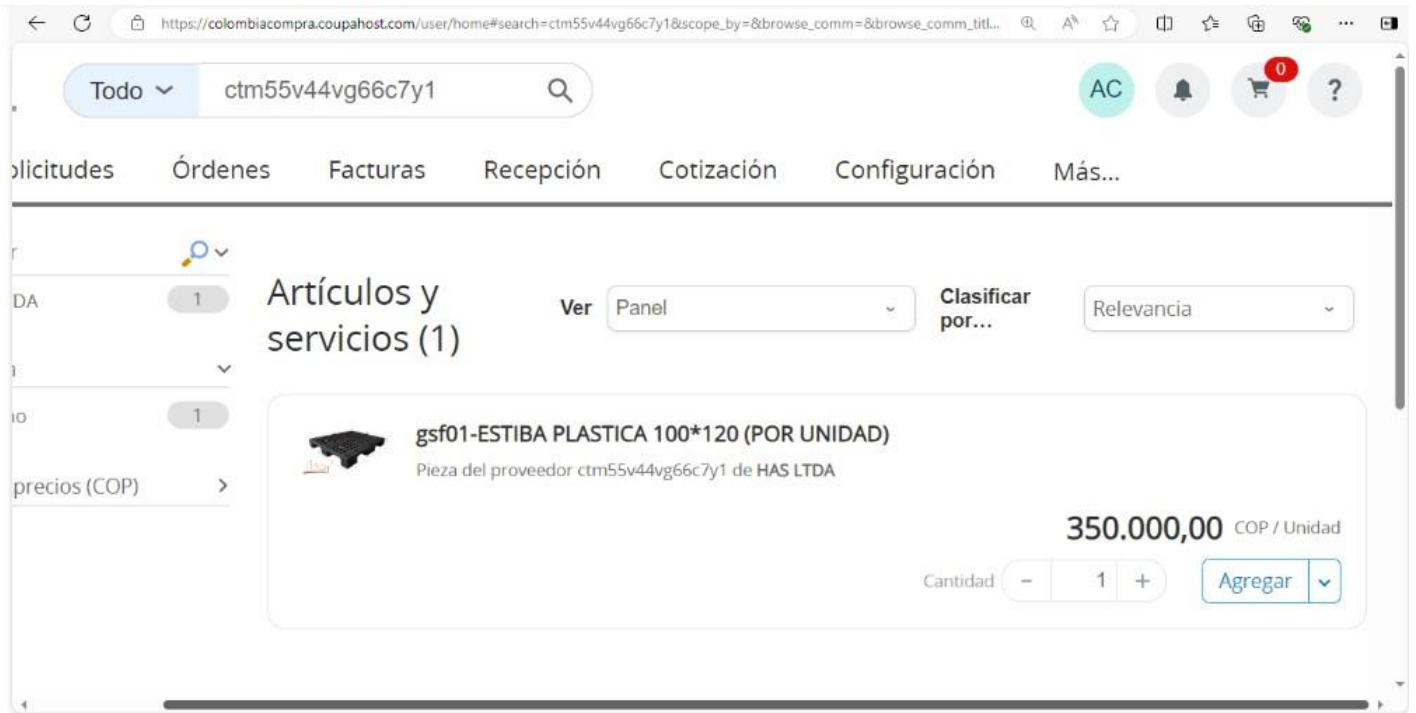 https://colombiacompra.coupahost.com/user/home#search=ctm55v44vg66c7y1&scope_by=&browse_comm=&browse_comm_titl...
Todo ctm55v44vg66c7y1 AC 0 ?
olicitudes Órdenes Facturas Recepción Cotización Configuración Más...
r
DA 1
Artículos y
servicios (1)
Ver Panel
Clasificar
por...
Relevancia
a
no 1
precios (COP)
gsf01-ESTIBA PLASTICA 100*120 (POR UNIDAD)
Pieza del proveedor ctm55v44vg66c7y1 de HAS LTDA
350.000,00 COP / Unidad
Cantidad - 1 + Agregar